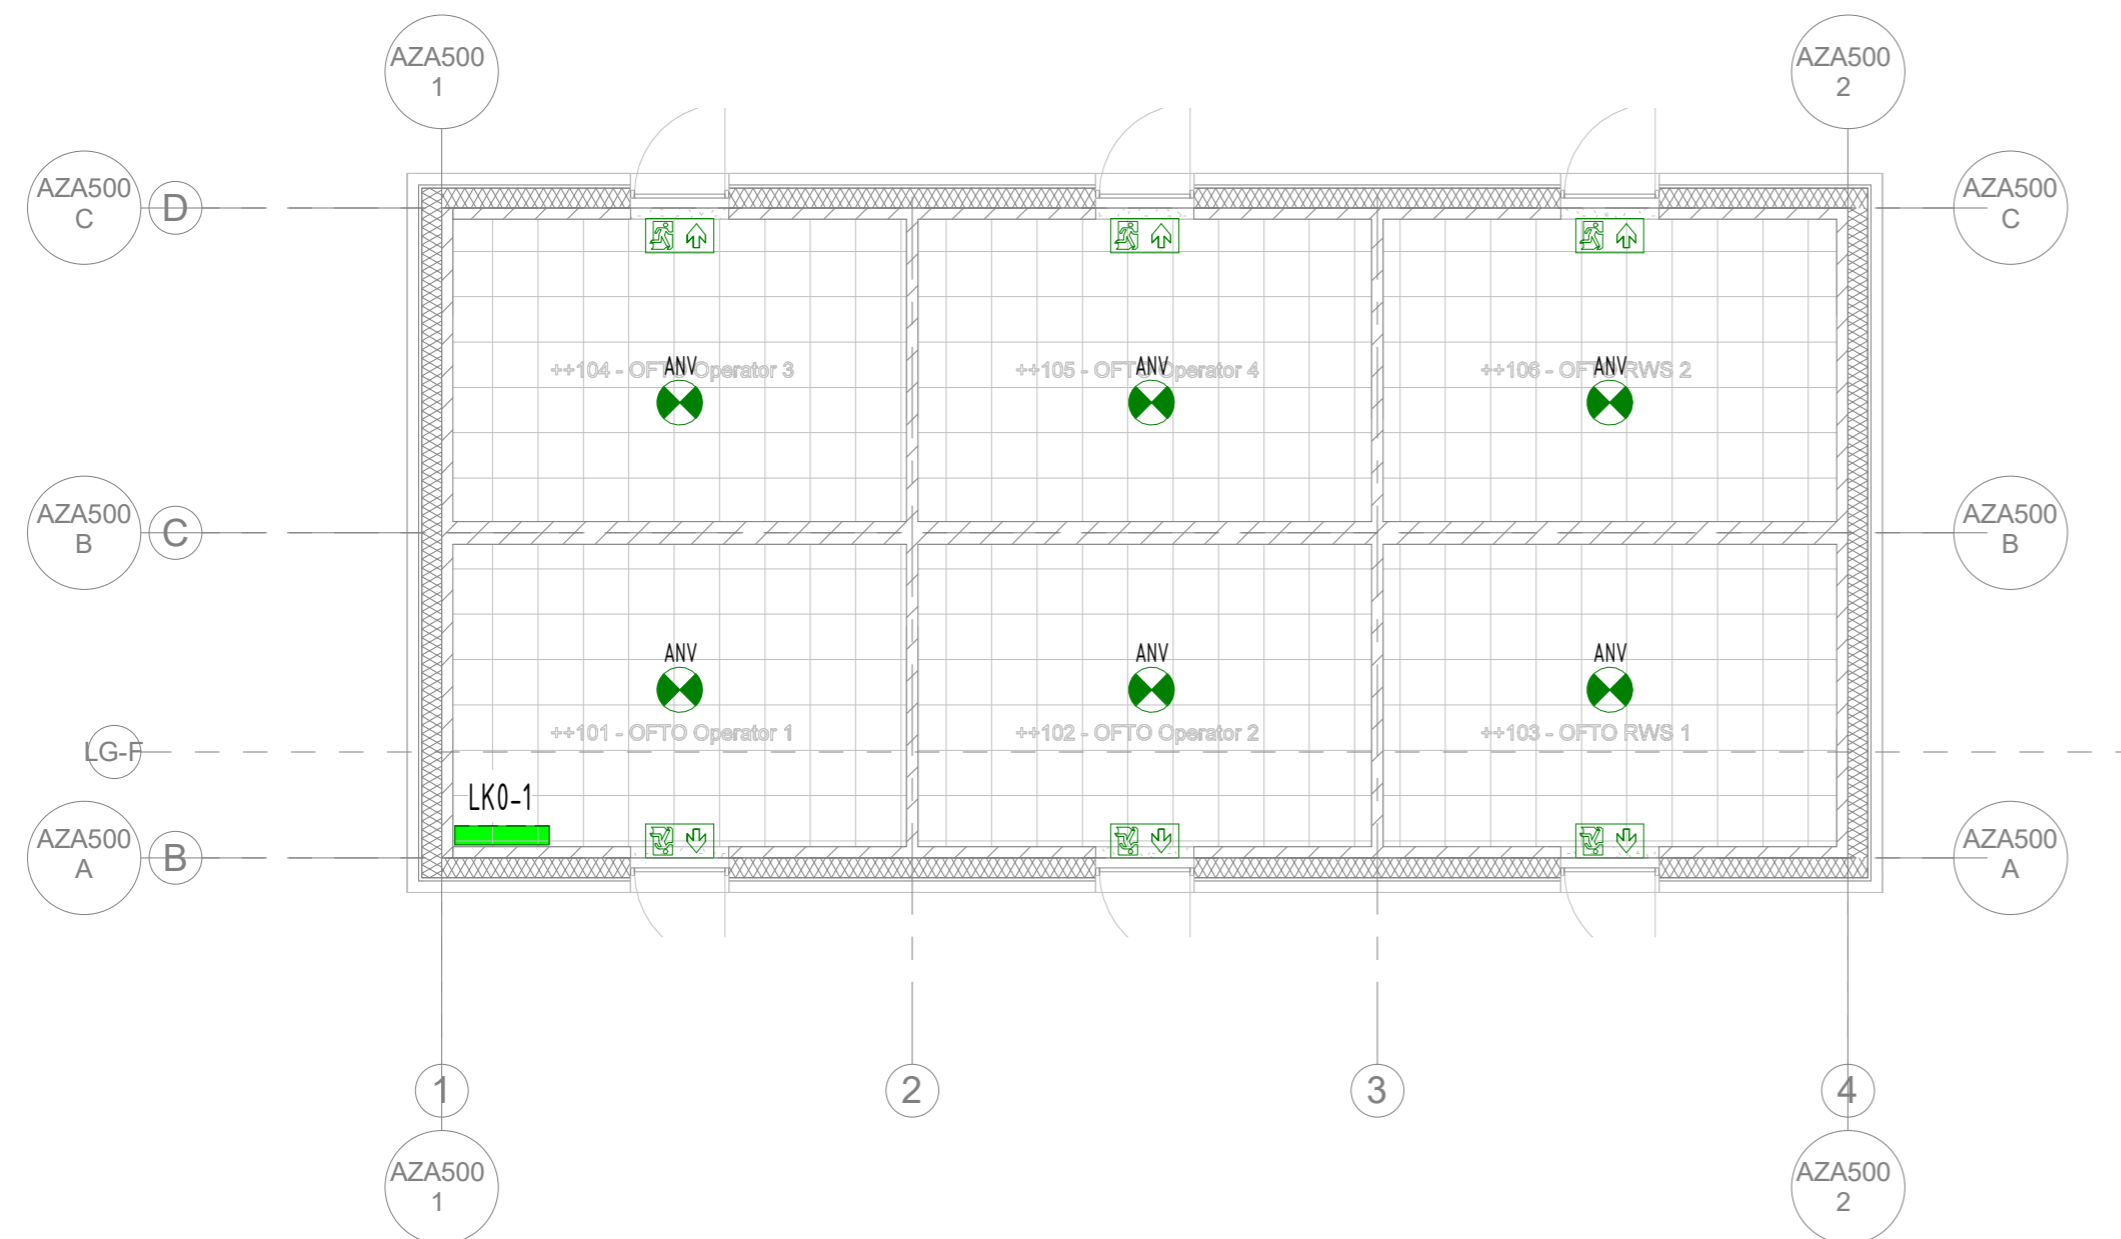 AZA500
1
AZA500
2
AZA500
C
D
AZA500
C
ANV
++104 - OFTO Operator 3
ANV
++105 - OFTO Operator 4
ANV
++106 - OFTO RWS 2
AZA500
B
C
AZA500
B
ANV
ANV
ANV
++101 - OFTO Operator 1
++102 - OFTO Operator 2
++103 - OFTO RWS 1
LG-F
LK0-1
AZA500
A
B
AZA500
A
1
2
3
4
AZA500
1
AZA500
2